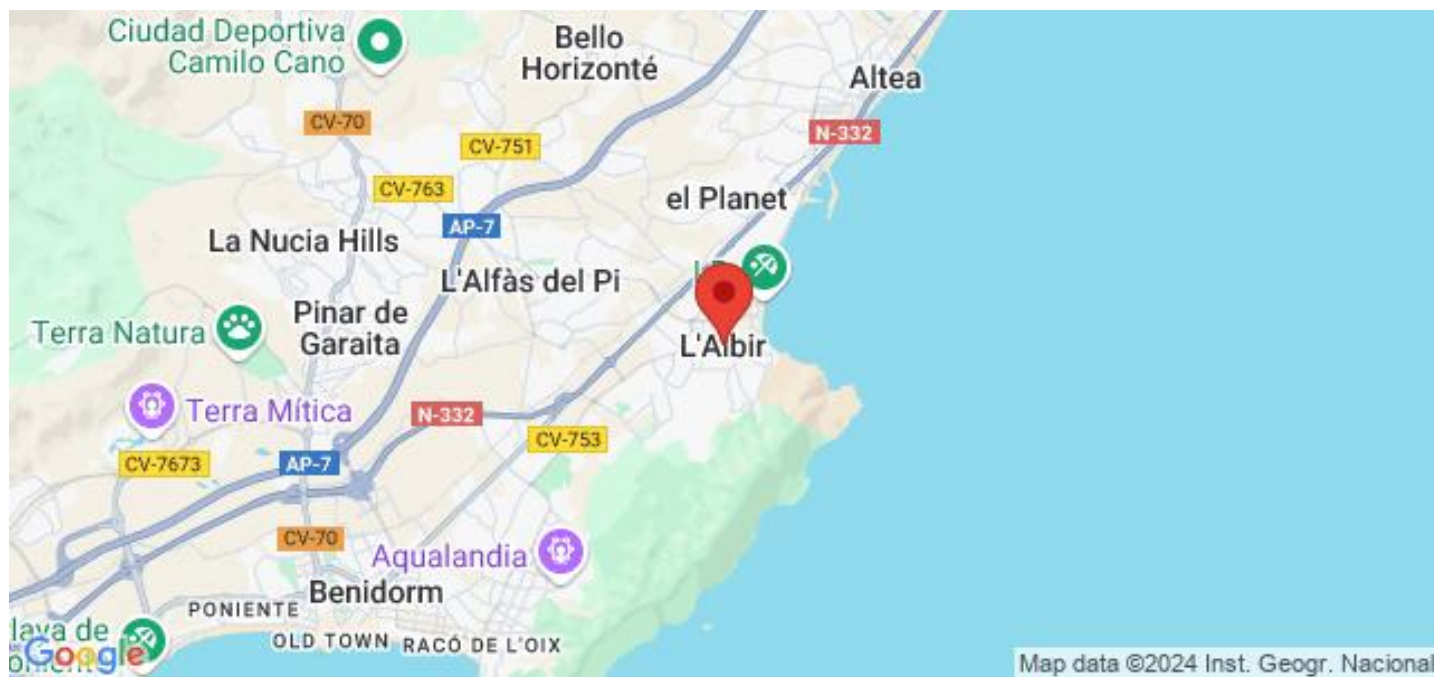 Ciudad Deportiva
Camilo Cano
Bello
Horizonté
Altea
CV-70
N-332
CV-751
CV-763
el Planet
AP-7
La Nucia Hills
L'Alfàs del Pi
Terra Natura
Pinar de
Garaita
L'Albir
Terra Mítica
N-332
CV-753
CV-7673
AP-7
CV-70
Aqualandia
Benidorm
PONIENTE
OLD TOWN
RACÓ DE L'OIX
de
Google
Map data ©2024 Inst. Geogr. Nacional